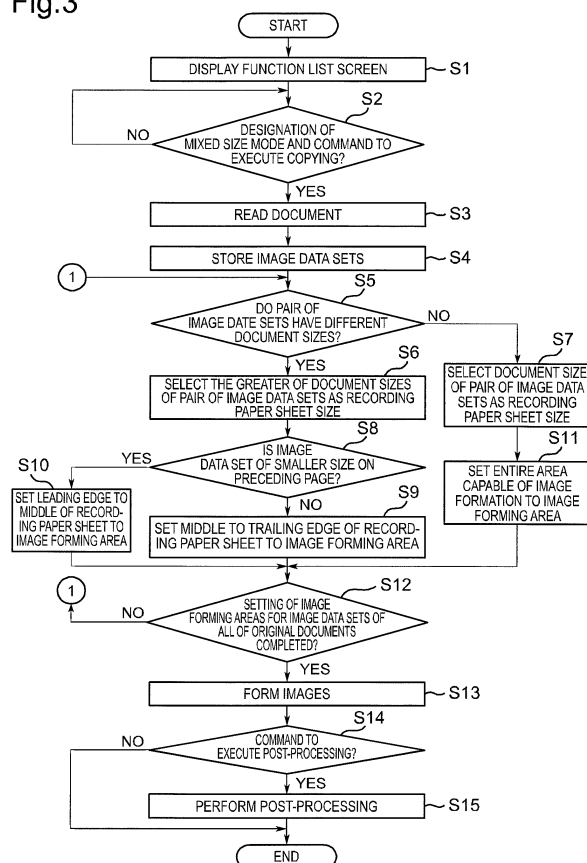 Fig.3
START
DISPLAY FUNCTION LIST SCREEN
S1
S2
DESIGNATION OF
MIXED SIZE MODE AND COMMAND TO
EXECUTE COPYING?
NO
YES
READ DOCUMENT
S3
STORE IMAGE DATA SETS
S4
1
S5
DO PAIR OF
IMAGE DATE SETS HAVE DIFFERENT
DOCUMENT SIZES?
NO
YES
S6
SELECT THE GREATER OF DOCUMENT SIZES
OF PAIR OF IMAGE DATA SETS AS RECORDING
PAPER SHEET SIZE
S7
SELECT DOCUMENT SIZE
OF PAIR OF IMAGE DATA
SETS AS RECORDING
PAPER SHEET SIZE
S8
IS IMAGE
DATA SET OF SMALLER SIZE ON
PRECEDING PAGE?
YES
NO
S10
SET LEADING EDGE TO
MIDDLE OF RECORD-
ING PAPER SHEET TO
IMAGE FORMING AREA
S9
SET MIDDLE TO TRAILING EDGE OF RECORD-
ING PAPER SHEET TO IMAGE FORMING AREA
S11
SET ENTIRE AREA
CAPABLE OF IMAGE
FORMATION TO IMAGE
FORMING AREA
1
S12
SETTING OF IMAGE
FORMING AREAS FOR IMAGE DATA SETS OF
ALL OF ORIGINAL DOCUMENTS
COMPLETED?
NO
YES
FORM IMAGES
S13
S14
COMMAND TO
EXECUTE POST-PROCESSING?
NO
YES
PERFORM POST-PROCESSING
S15
END